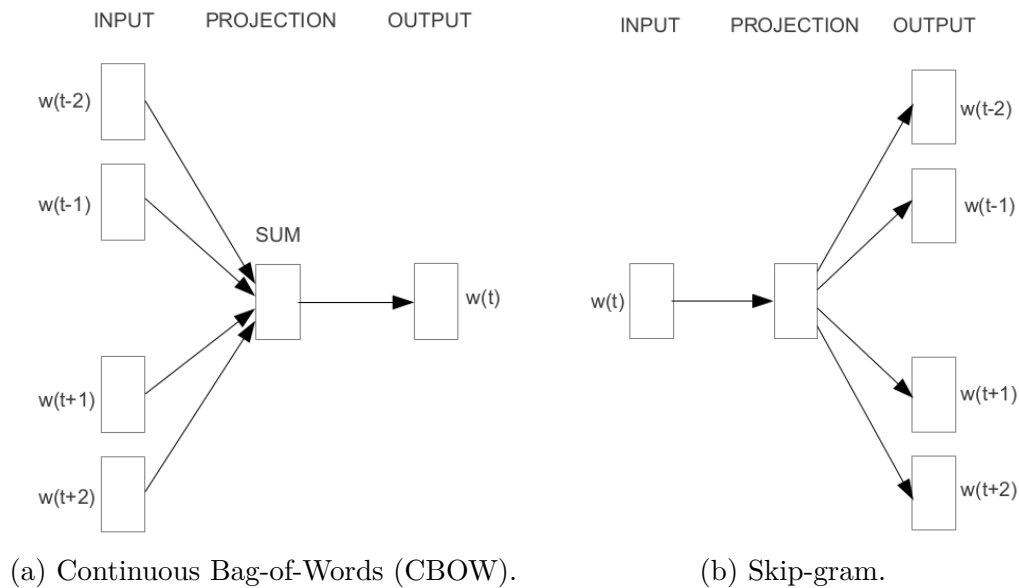 INPUT PROJECTION OUTPUT
w(t-2)
w(t-1)
SUM
w(t)
w(t+1)
w(t+2)
(a) Continuous Bag-of-Words (CBOW).
INPUT PROJECTION OUTPUT
w(t-2)
w(t-1)
w(t)
w(t+1)
w(t+2)
(b) Skip-gram.